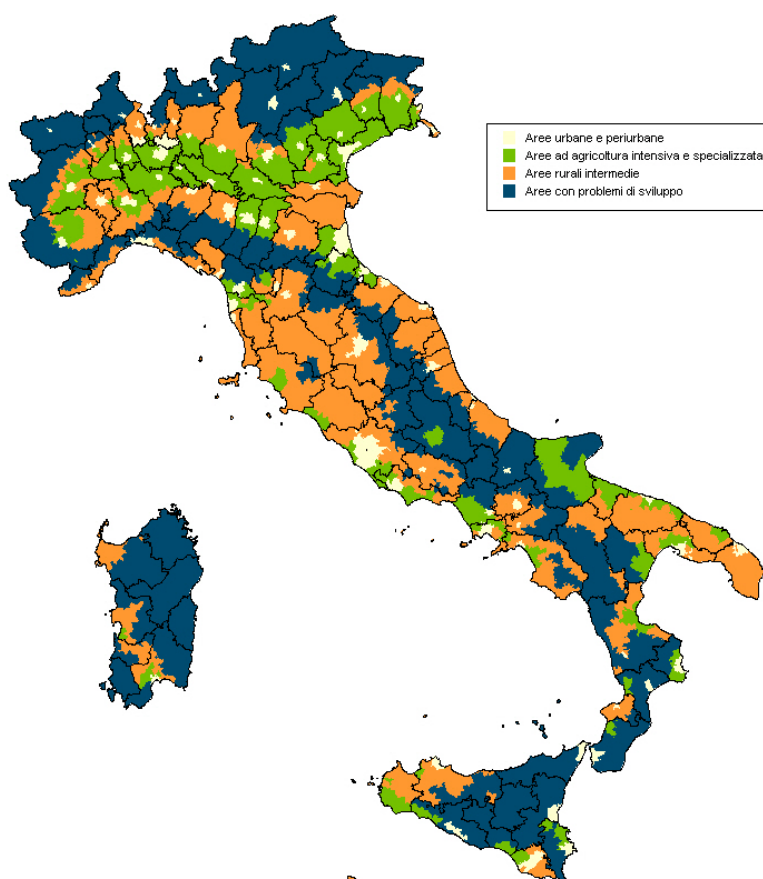 Aree urbane e periurbane
Aree ad agricoltura intensiva e specializzata
Aree rurali intermedie
Aree con problemi di sviluppo